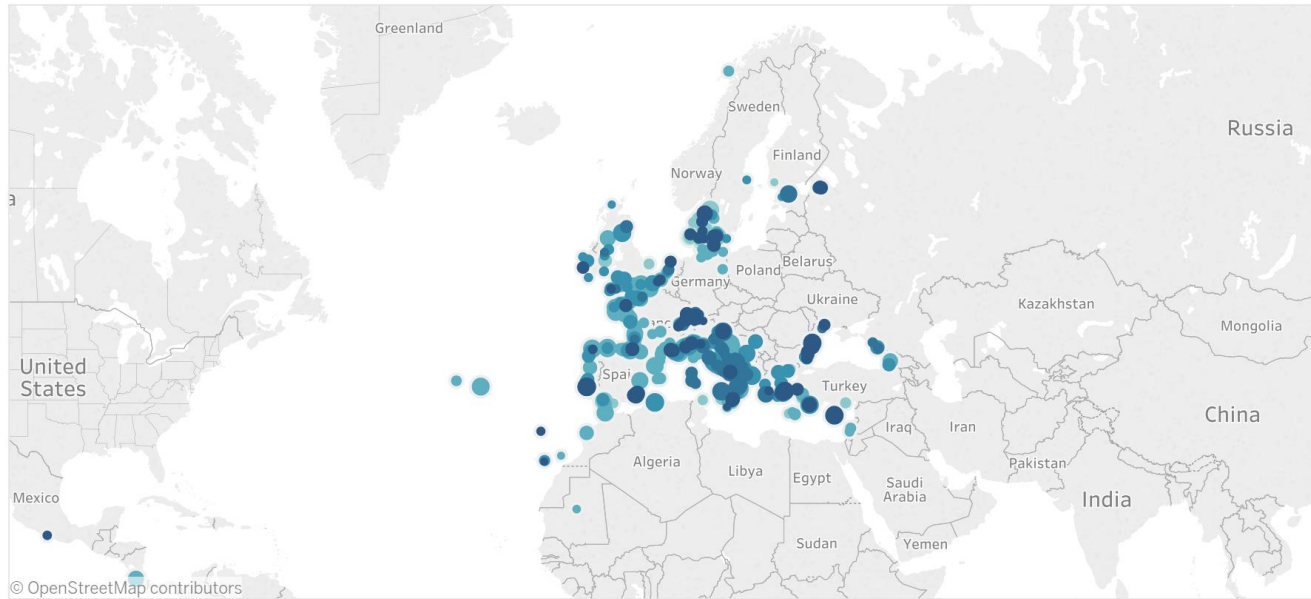 Greenland
Russia
Sweden
Finland
Norway
Belarus
Poland
Germany
Ukraine
Kazakhstan
Mongolia
United
States
Spai
Turkey
China
Iraq
Iran
Algeria
Libya
Egypt
Pakistan
Saudi
Arabia
India
Mexico
Sudan
Yemen
© OpenStreetMap contributors